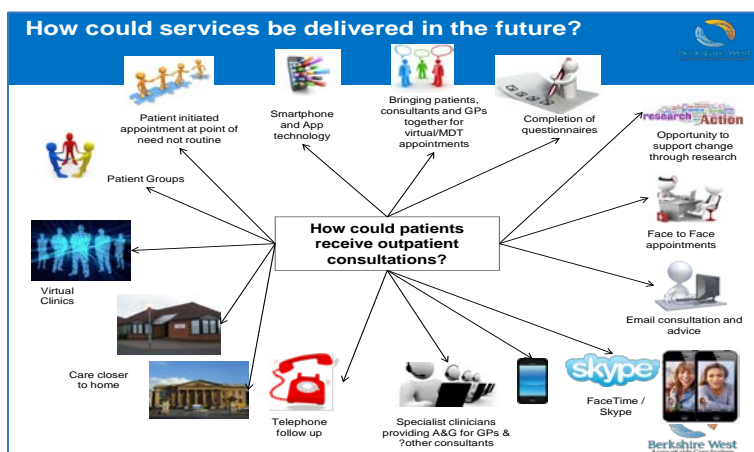 How could services be delivered in the future?
Berkshire West
Patient initiated
appointment at point of
need not routine
Smartphone
and App
technology
Bringing patients,
consultants and GPs
together for
virtual/MDT
appointments
Completion of
questionnaires
research Action
Opportunity to
support change
through research
Patient Groups
How could patients
receive outpatient
consultations?
Face to Face
appointments
Virtual
Clinics
Email consultation and
advice
Care closer
to home
Telephone
follow up
Specialist clinicians
providing A&G for GPs &
?other consultants
skype
FaceTime /
Skype
Berkshire West